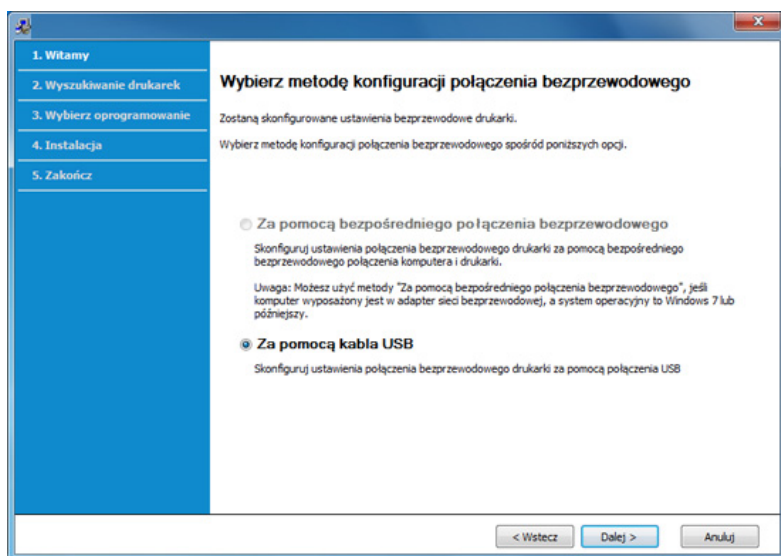 1. Witamy
2. Wyszukiwanie drukarek
3. Wybierz oprogramowanie
4. Instalacja
5. Zakończ
Wybierz metodę konfiguracji połączenia bezprzewodowego
Zostaną skonfigurowane ustawienia bezprzewodowe drukarki.
Wybierz metodę konfiguracji połączenia bezprzewodowego spośród poniższych opcji.
Za pomocą bezpośredniego połączenia bezprzewodowego
Skonfiguruj ustawienia połączenia bezprzewodowego drukarki za pomocą bezpośredniego
bezprzewodowego połączenia komputera i drukarki.
Uwaga: Możesz użyć metody "Za pomocą bezpośredniego połączenia bezprzewodowego", jeśli
komputer wyposażony jest w adapter sieci bezprzewodowej, a system operacyjny to Windows 7 lub
późniejszy.
Za pomocą kabla USB
Skonfiguruj ustawienia połączenia bezprzewodowego drukarki za pomocą połączenia USB
< Wstecz
Dalej >
Anuluj